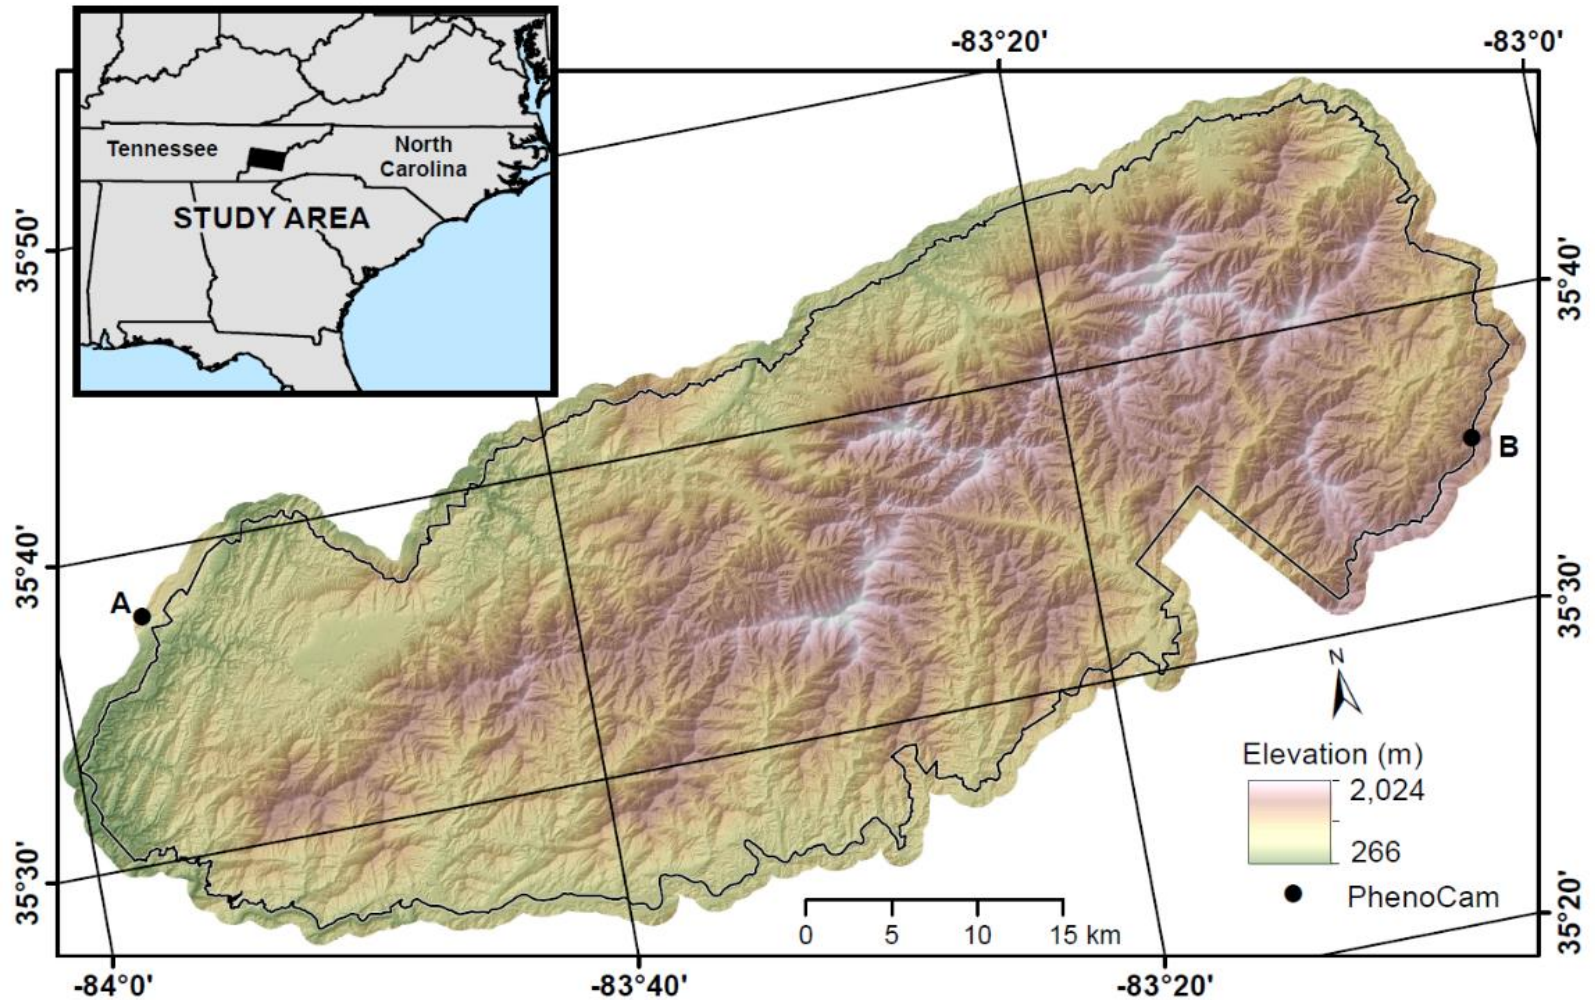 -83°20'
-83°0'
Tennessee
North
Carolina
STUDY AREA
35°50'
35°40'
35°30'
35°40'
35°30'
35°20'
A
B
N
Elevation (m)
2,024
266
PhenoCam
0 5 10 15 km
-84°0'
-83°40'
-83°20'